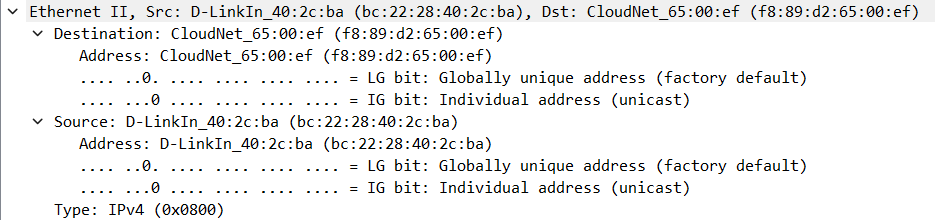 Ethernet II, Src: D-LinkIn_40:2c:ba (bc:22:28:40:2c:ba), Dst: CloudNet_65:00:ef (f8:89:d2:65:00:ef)
Destination: CloudNet_65:00:ef (f8:89:d2:65:00:ef)
Address: CloudNet_65:00:ef (f8:89:d2:65:00:ef)
.... ..0. .... .... .... .... = LG bit: Globally unique address (factory default)
.... ...0 .... .... .... .... = IG bit: Individual address (unicast)
Source: D-LinkIn_40:2c:ba (bc:22:28:40:2c:ba)
Address: D-LinkIn_40:2c:ba (bc:22:28:40:2c:ba)
.... ..0. .... .... .... .... = LG bit: Globally unique address (factory default)
.... ...0 .... .... .... .... = IG bit: Individual address (unicast)
Type: IPv4 (0x0800)